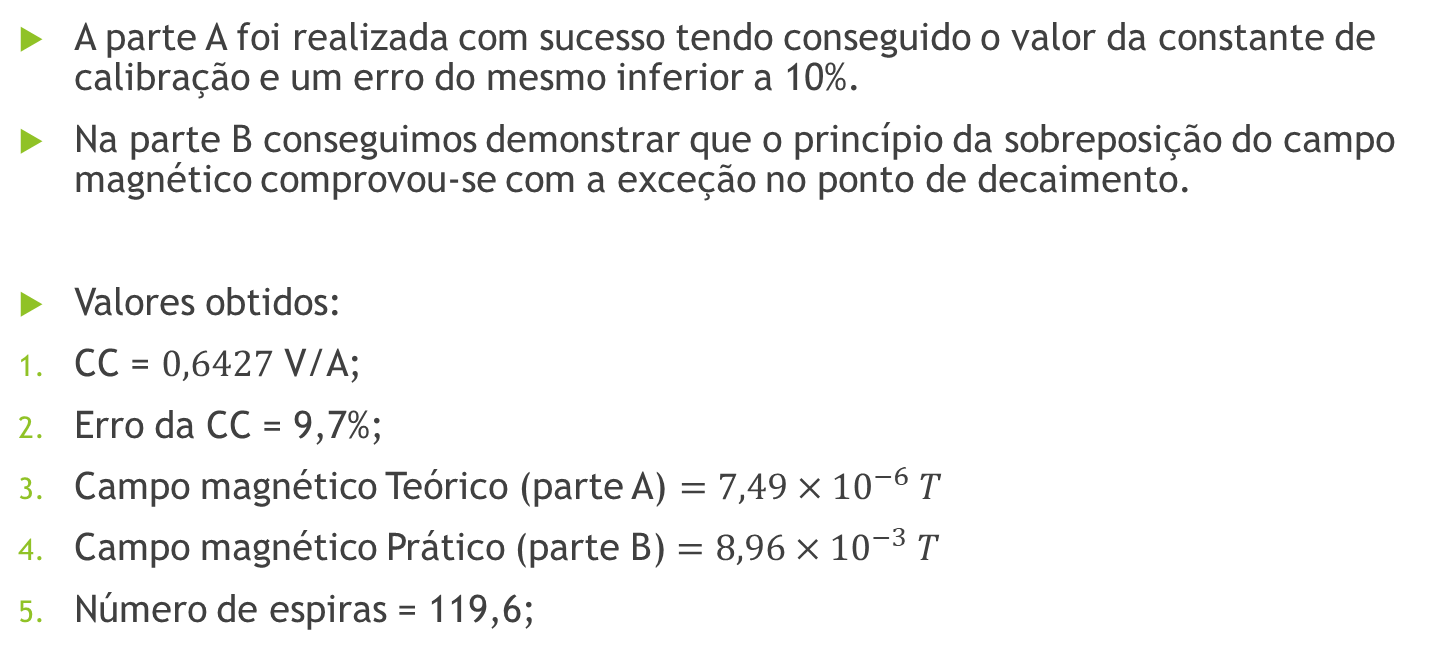 A parte A foi realizada com sucesso tendo conseguido o valor da constante de
calibração e um erro do mesmo inferior a 10%.
Na parte B conseguimos demonstrar que o princípio da sobreposição do campo
magnético comprovou-se com a exceção no ponto de decaimento.
Valores obtidos:
1. CC = 0,6427 V/A;
2. Erro da CC = 9,7%;
3. Campo magnético Teórico (parte A) = 7,49 × 10⁻⁶ T
4. Campo magnético Prático (parte B) = 8,96 × 10⁻³ T
5. Número de espiras = 119,6;